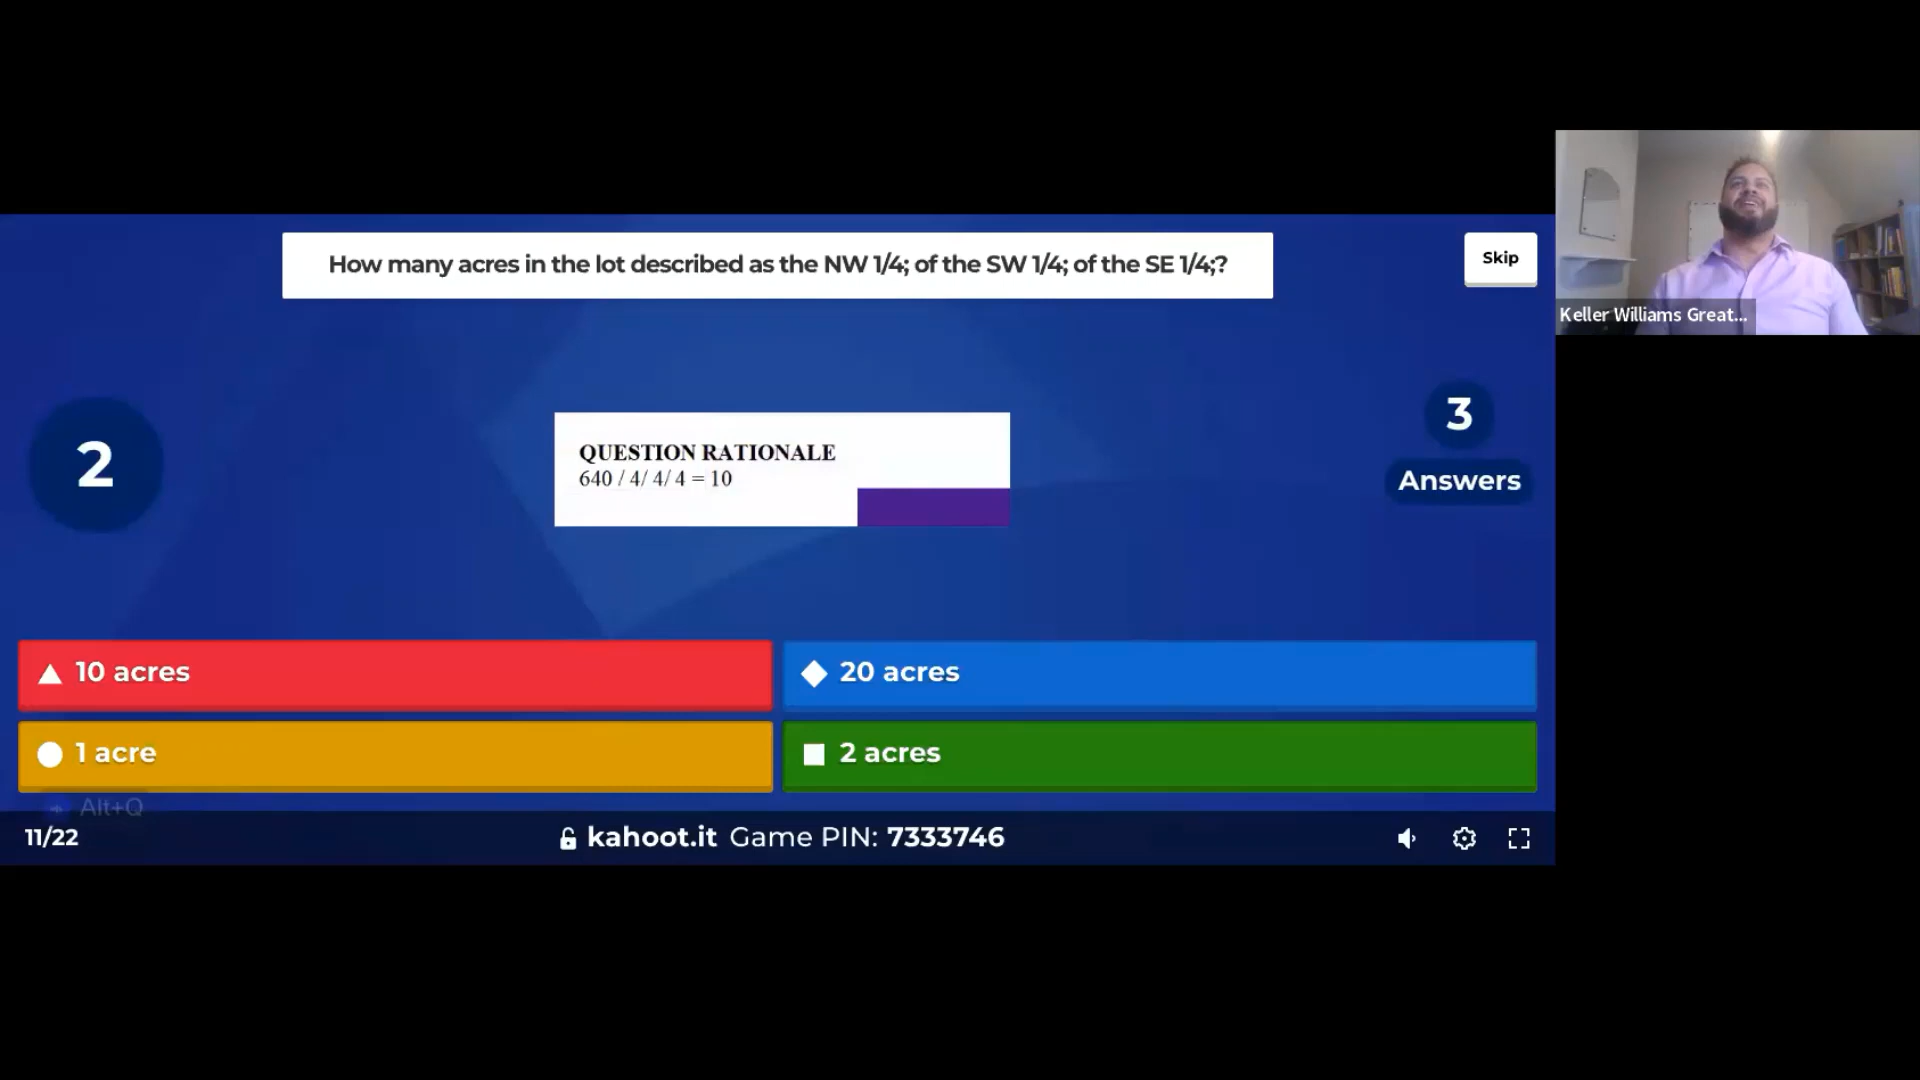 How many acres in the lot described as the NW 1/4; of the SW 1/4; of the SE 1/4;?
Skip
Keller Williams Great...
2
QUESTION RATIONALE
640 / 4/ 4/ 4 = 10
3
Answers
10 acres
20 acres
1 acre
2 acres
Alt+Q
11/22
kahoot.it Game PIN: 7333746